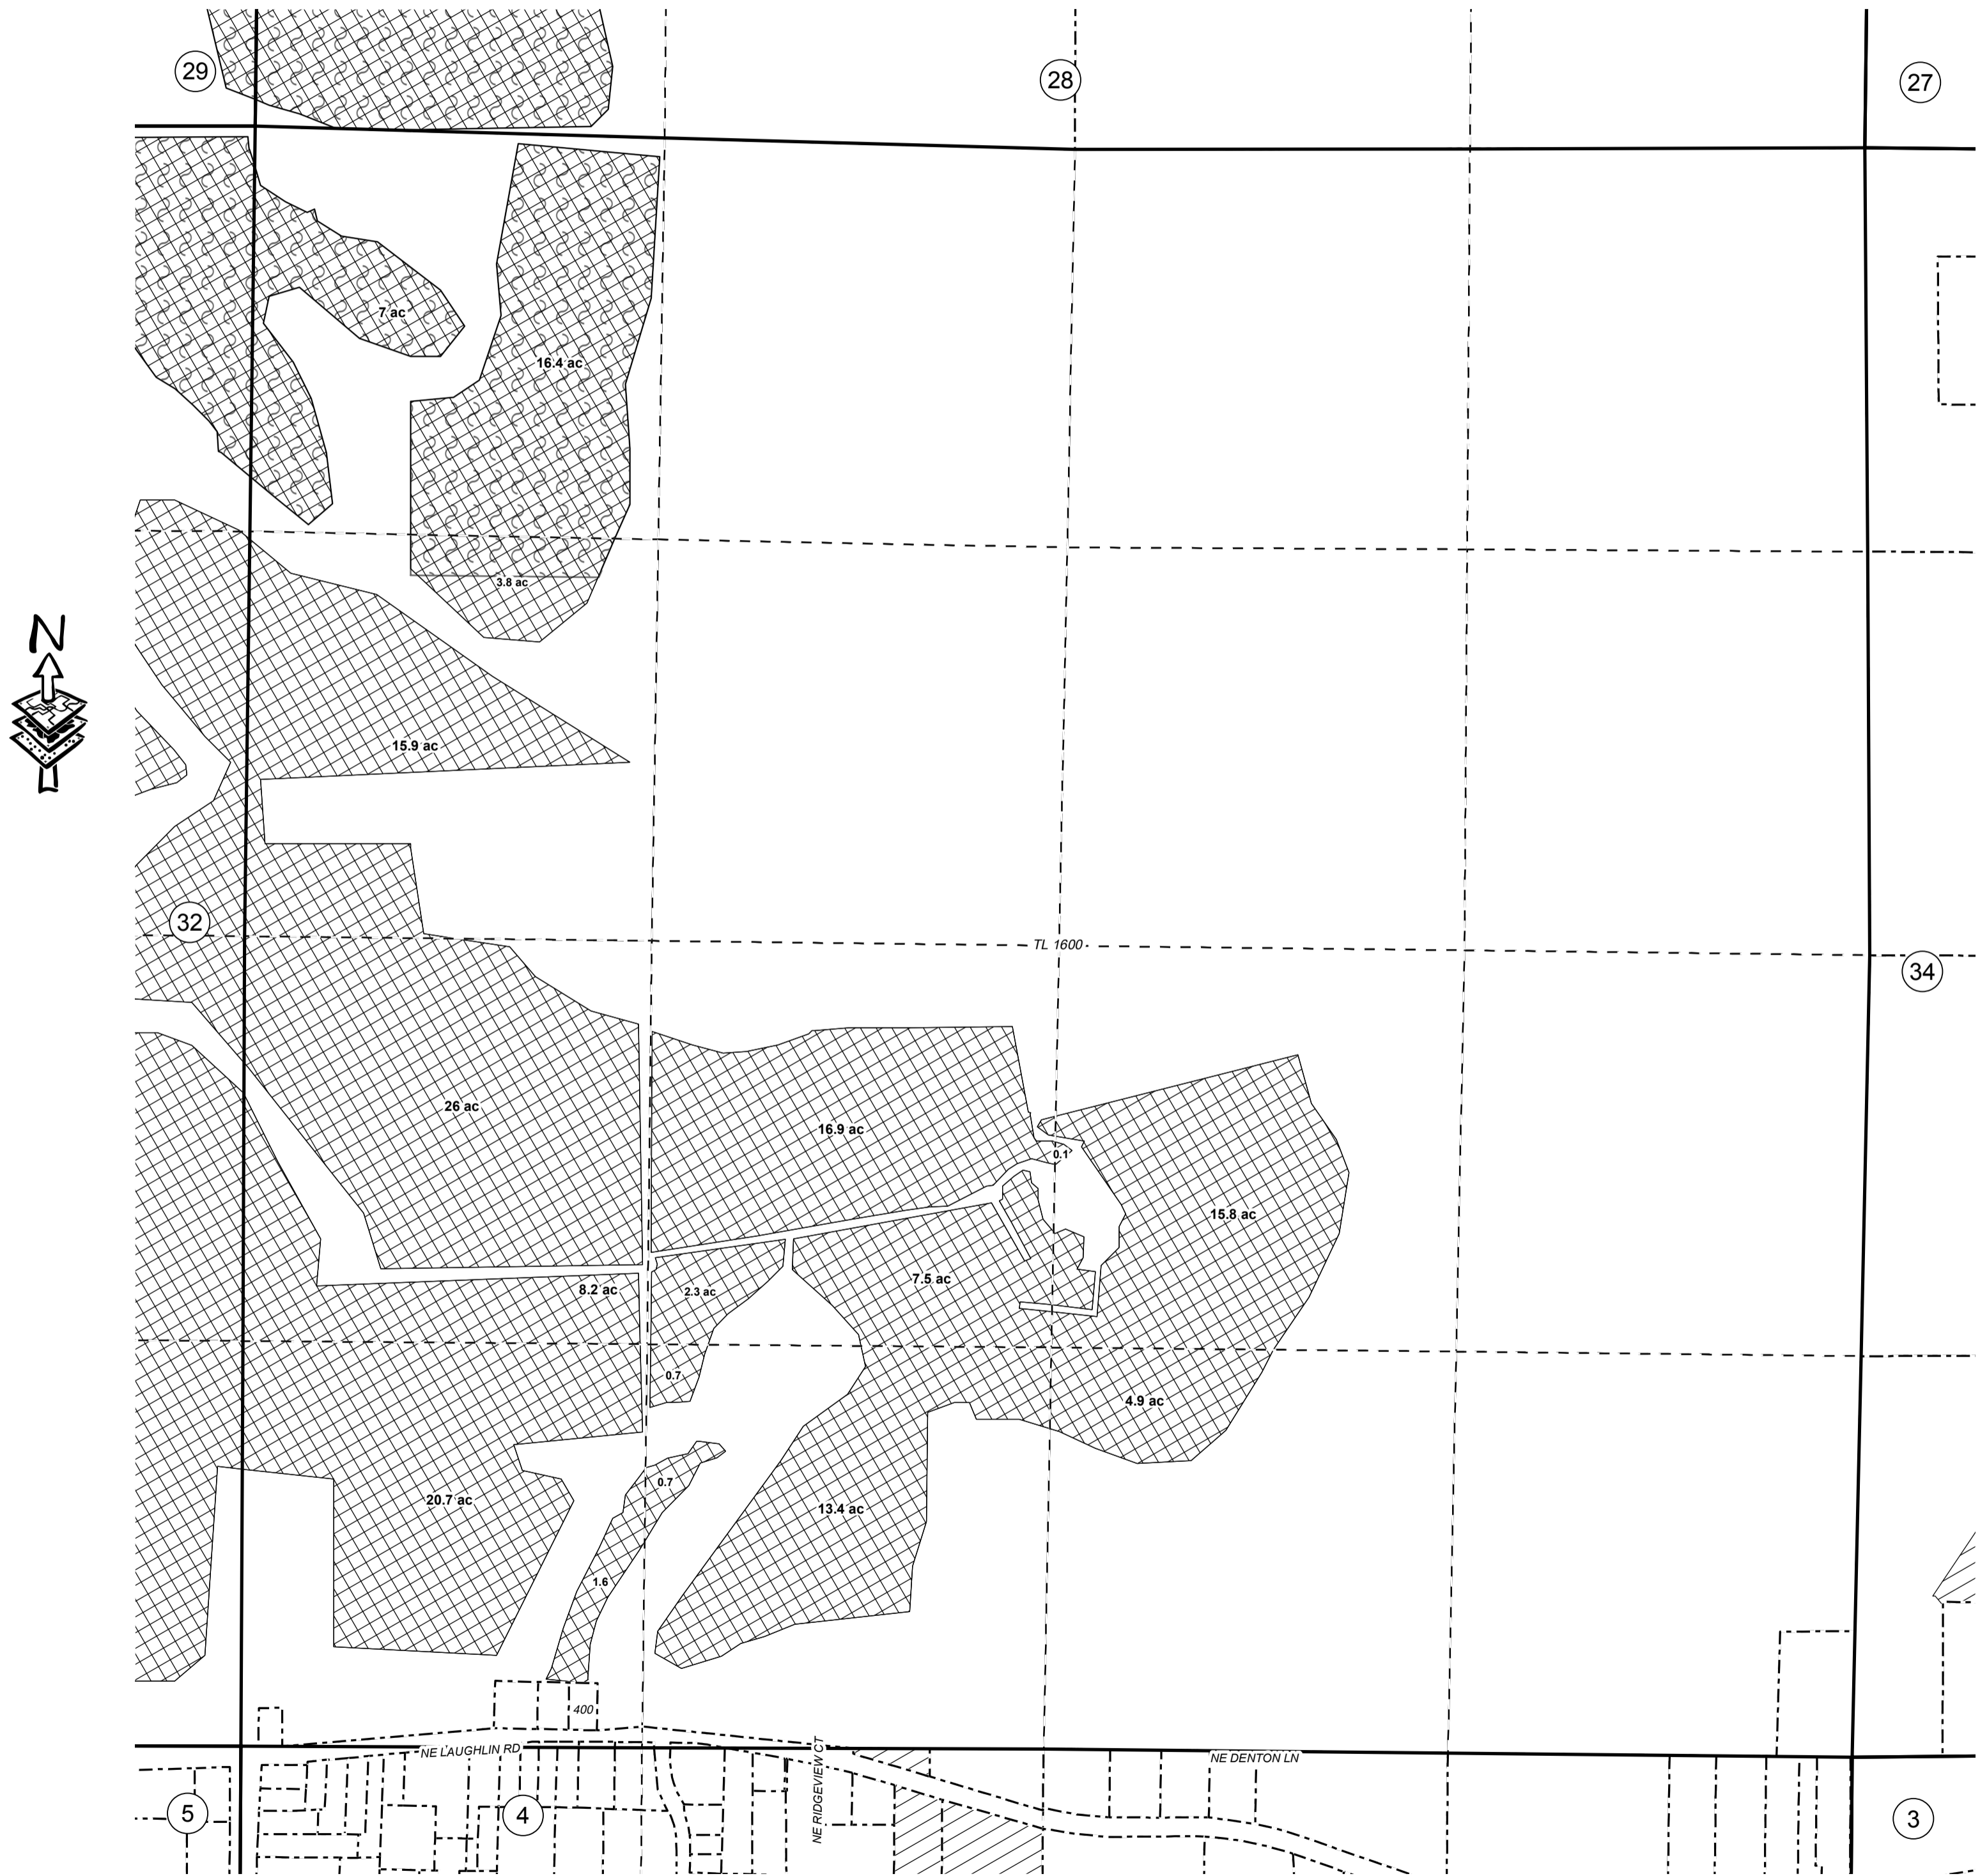 29
28
27
7 ac
16.4 ac
3.8 ac
N
15.9 ac
32
TL 1600
34
26 ac
16.9 ac
0.1
15.8 ac
7.5 ac
8.2 ac
2.3 ac
0.7
4.9 ac
0.7
20.7 ac
13.4 ac
1.6
400
NE LAUGHLIN RD
NE RIDGEVIEW CT
NE DENTON LN
5
4
3